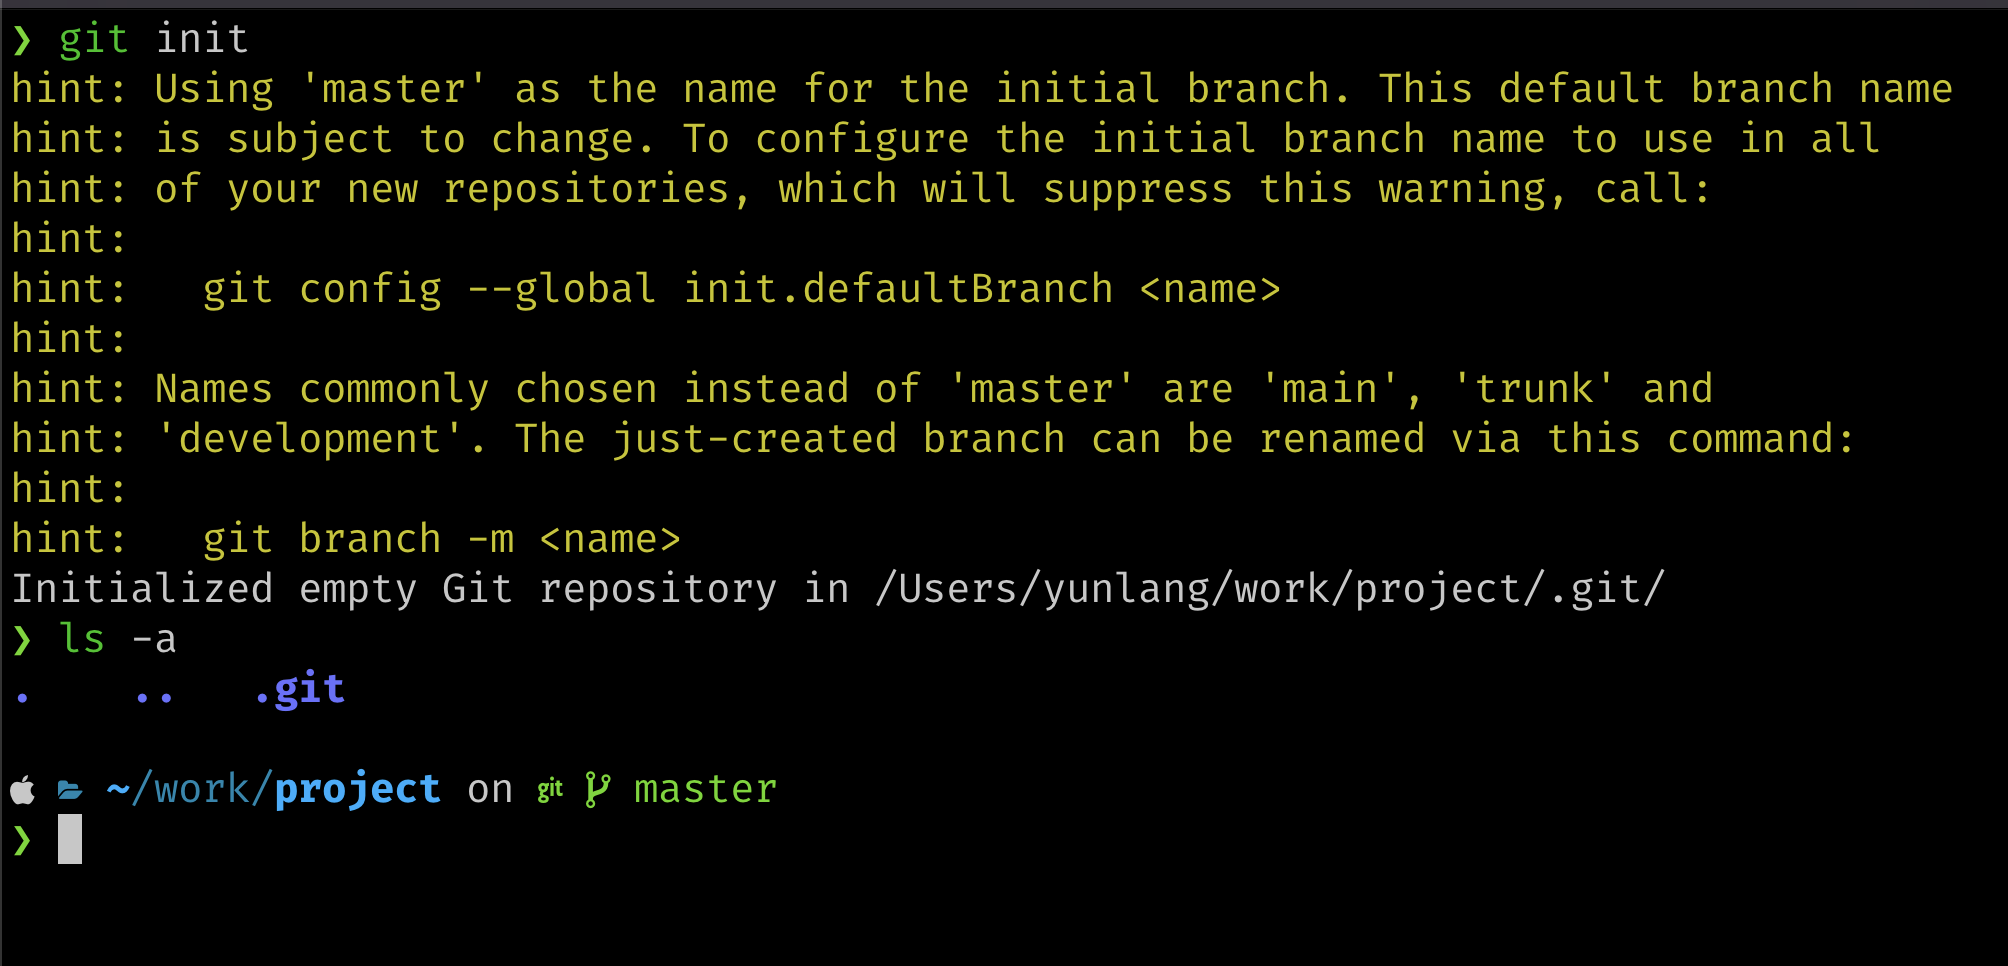 ❯ git init
hint: Using 'master' as the name for the initial branch. This default branch name
hint: is subject to change. To configure the initial branch name to use in all
hint: of your new repositories, which will suppress this warning, call:
hint:
hint:   git config --global init.defaultBranch <name>
hint:
hint: Names commonly chosen instead of 'master' are 'main', 'trunk' and
hint: 'development'. The just-created branch can be renamed via this command:
hint:
hint:   git branch -m <name>
Initialized empty Git repository in /Users/yunlang/work/project/.git/
❯ ls -a
.    ..   .git
~/work/project on git master
❯